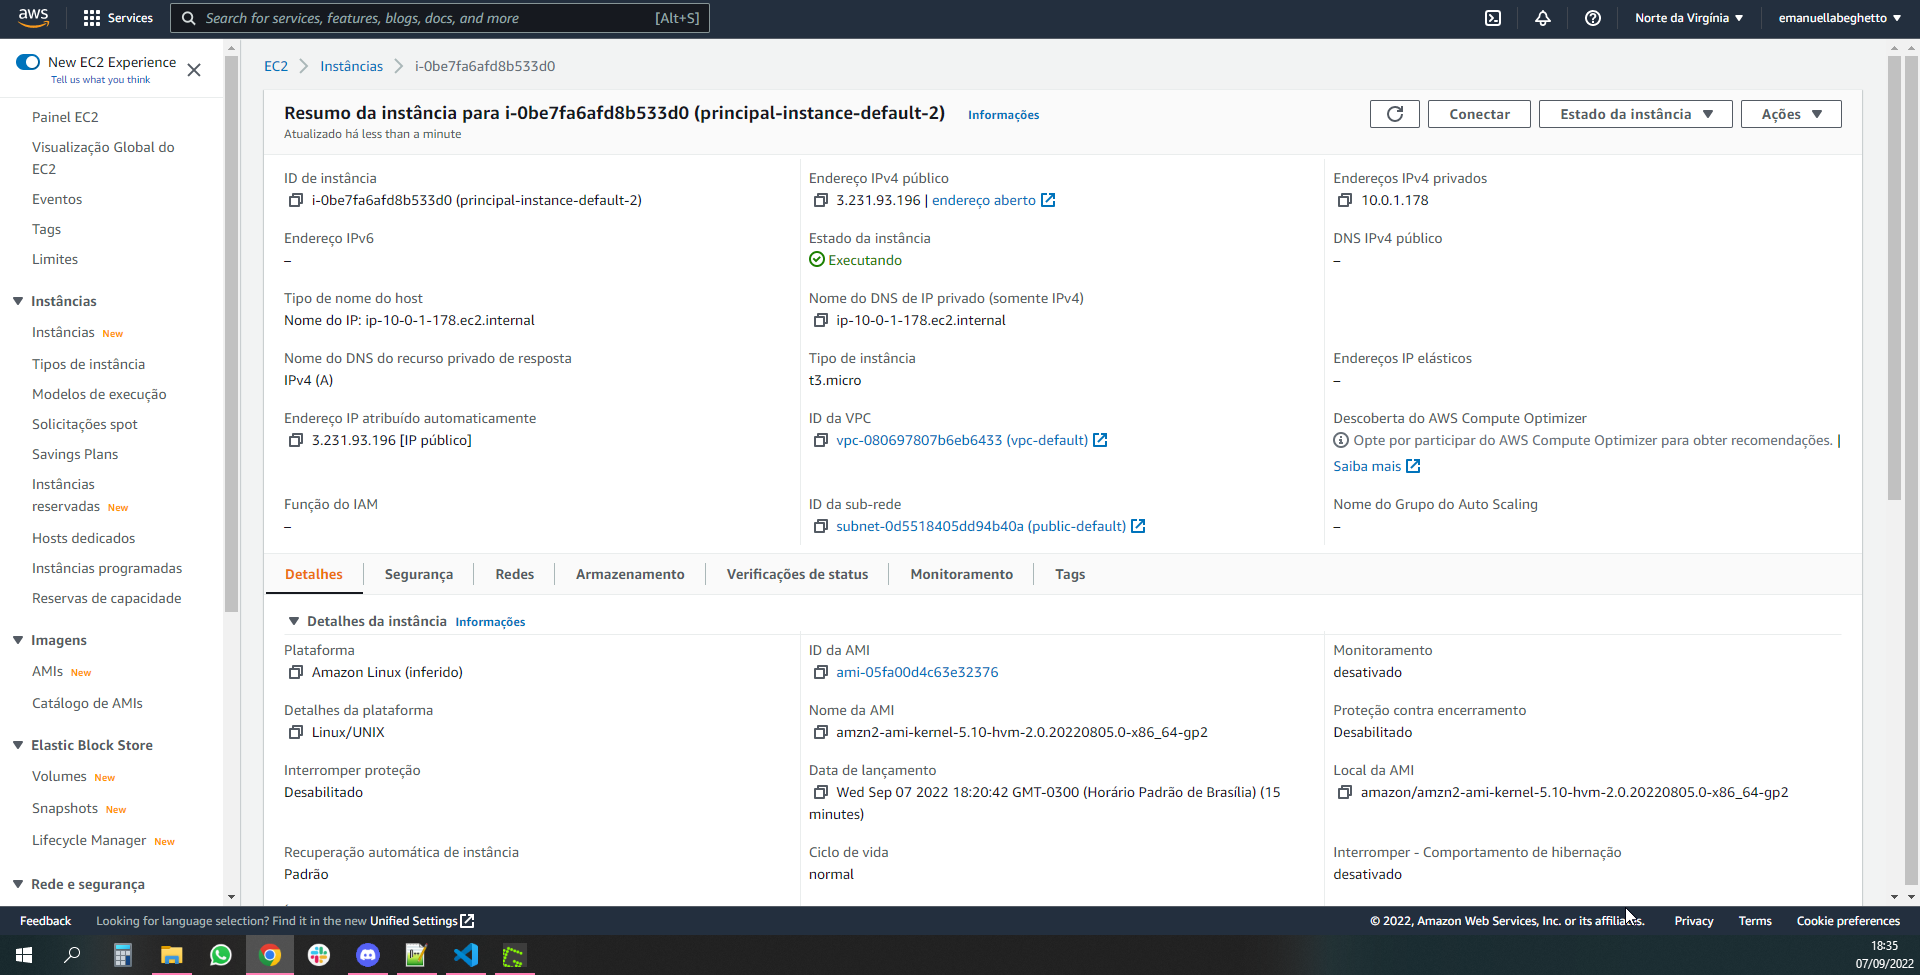 aws
Services
Search for services, features, blogs, docs, and more
[Alt+S]
Norte da Virgínia ▼
emanuellabeghetto ▼
New EC2 Experience
Tell us what you think
Painel EC2
Visualização Global do
EC2
Eventos
Tags
Limites
Instâncias
Instâncias New
Tipos de instância
Modelos de execução
Solicitações spot
Savings Plans
Instâncias
reservadas New
Hosts dedicados
Instâncias programadas
Reservas de capacidade
Imagens
AMIs New
Catálogo de AMIs
Elastic Block Store
Volumes New
Snapshots New
Lifecycle Manager New
Rede e segurança
EC2
Instâncias
i-0be7fa6afd8b533d0
Resumo da instância para i-0be7fa6afd8b533d0 (principal-instance-default-2)
Informações
Atualizado há less than a minute
Conectar
Estado da instância ▼
Ações ▼
ID de instância
i-0be7fa6afd8b533d0 (principal-instance-default-2)
Endereço IPv4 público
3.231.93.196 | endereço aberto
Endereços IPv4 privados
10.0.1.178
Endereço IPv6
–
Estado da instância
Executando
DNS IPv4 público
–
Tipo de nome do host
Nome do IP: ip-10-0-1-178.ec2.internal
Nome do DNS de IP privado (somente IPv4)
ip-10-0-1-178.ec2.internal
Nome do DNS do recurso privado de resposta
IPv4 (A)
Tipo de instância
t3.micro
Endereços IP elásticos
–
Endereço IP atribuído automaticamente
3.231.93.196 [IP público]
ID da VPC
vpc-080697807b6eb6433 (vpc-default)
Descoberta do AWS Compute Optimizer
Opte por participar do AWS Compute Optimizer para obter recomendações. |
Saiba mais
Função do IAM
–
ID da sub-rede
subnet-0d5518405dd94b40a (public-default)
Nome do Grupo do Auto Scaling
–
Detalhes
Segurança
Redes
Armazenamento
Verificações de status
Monitoramento
Tags
Detalhes da instância Informações
Plataforma
Amazon Linux (inferido)
ID da AMI
ami-05fa00d4c63e32376
Monitoramento
desativado
Detalhes da plataforma
Linux/UNIX
Nome da AMI
amzn2-ami-kernel-5.10-hvm-2.0.20220805.0-x86_64-gp2
Proteção contra encerramento
Desabilitado
Interromper proteção
Desabilitado
Data de lançamento
Wed Sep 07 2022 18:20:42 GMT-0300 (Horário Padrão de Brasília) (15
minutes)
Local da AMI
amazon/amzn2-ami-kernel-5.10-hvm-2.0.20220805.0-x86_64-gp2
Recuperação automática de instância
Padrão
Ciclo de vida
normal
Interromper - Comportamento de hibernação
desativado
Feedback
Looking for language selection? Find it in the new Unified Settings
© 2022, Amazon Web Services, Inc. or its affiliates.
Privacy
Terms
Cookie preferences
18:35
07/09/2022